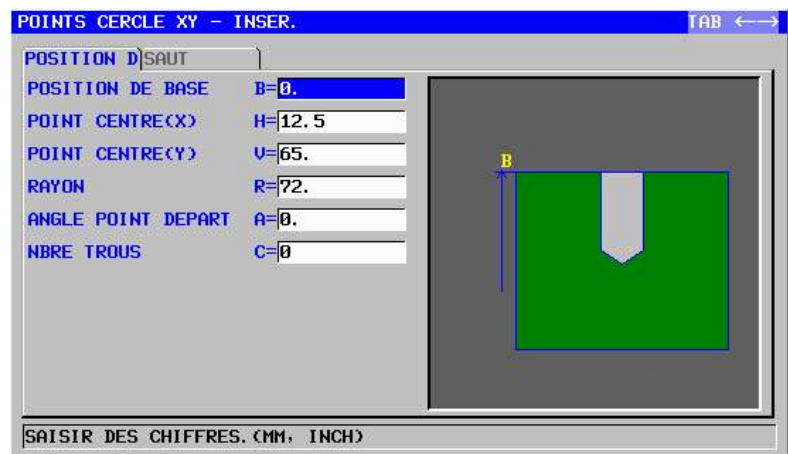 POINTS CERCLE XY - INSER. TAB ←→
POSITION D SAUT
POSITION DE BASE B=0.
POINT CENTRE(X) H=12.5
POINT CENTRE(Y) V=65.
RAYON R=72.
ANGLE POINT DEPART A=0.
NBRE TROUS C=0
B
SAISIR DES CHIFFRES.(MM, INCH)